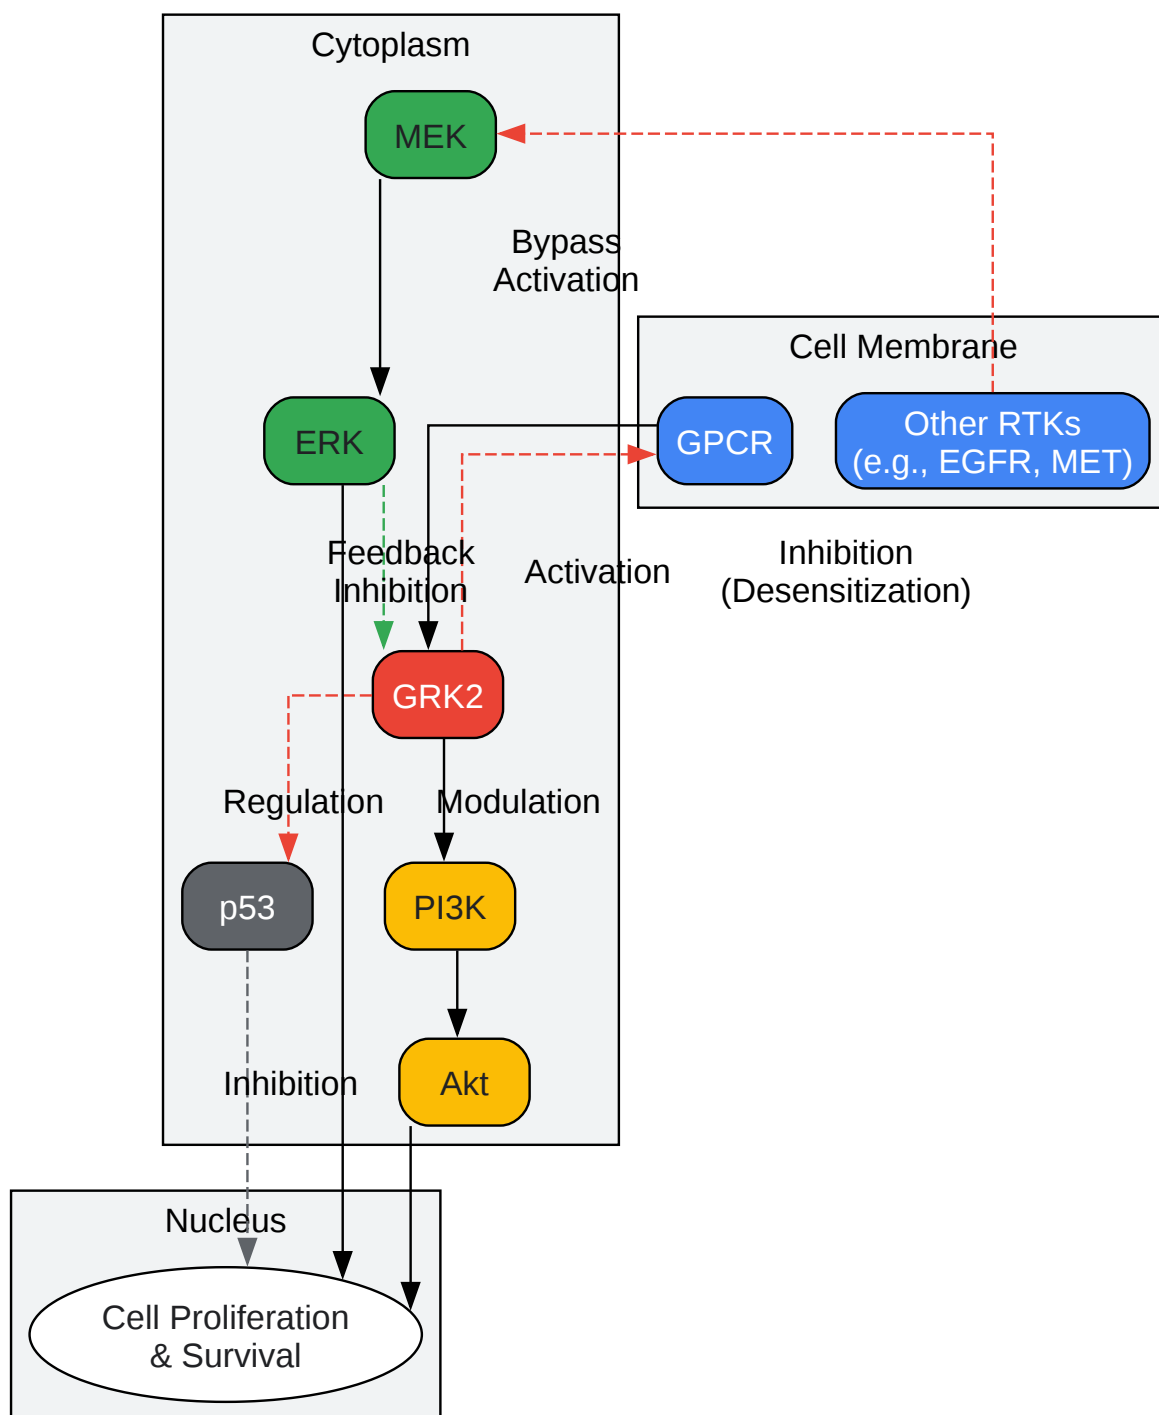 Cytoplasm
MEK
Bypass
Activation
Cell Membrane
ERK
GPCR
Other RTKs
(e.g., EGFR, MET)
Feedback
Inhibition
Activation
Inhibition
(Desensitization)
GRK2
Regulation
Modulation
p53
PI3K
Inhibition
Akt
Nucleus
Cell Proliferation
& Survival